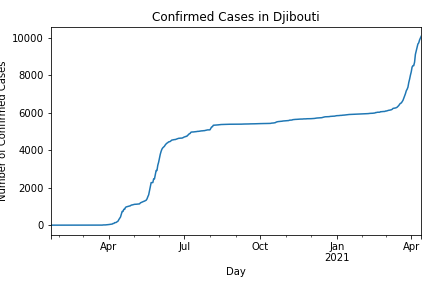 Confirmed Cases in Djibouti
10000
8000
6000
4000
2000
0
Number of Confirmed Cases
Apr
Jul
Oct
Jan
2021
Apr
Day